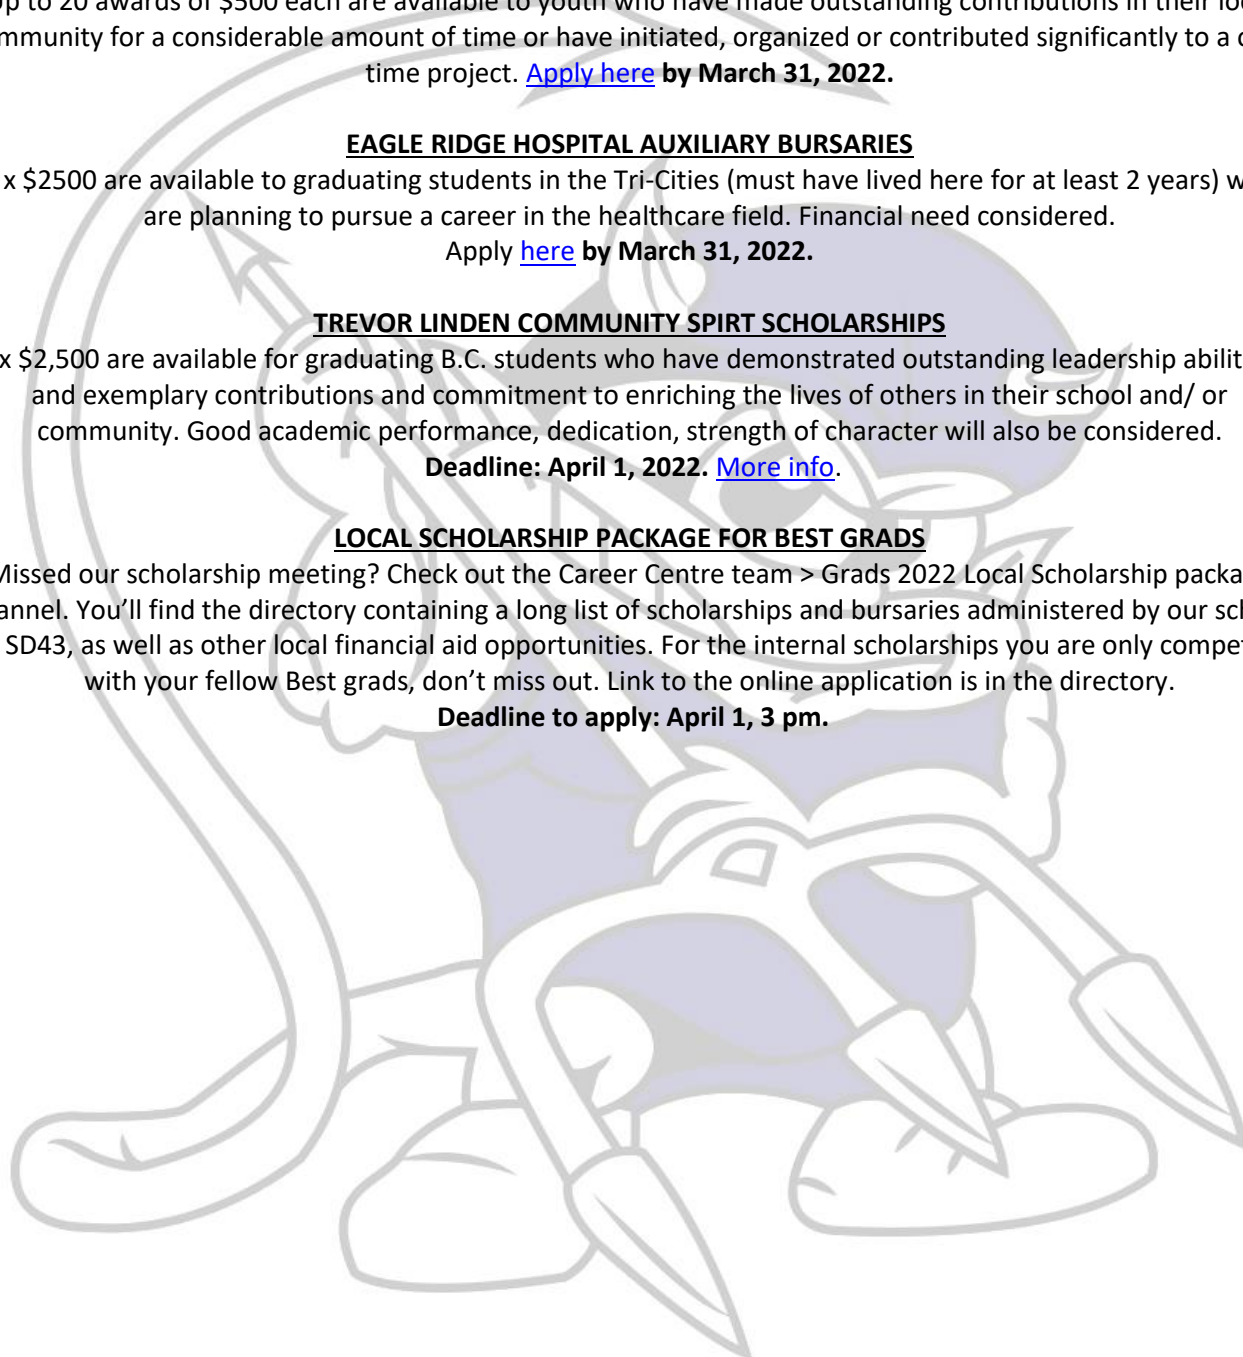 up to 20 awards of $500 each are available to youth who have made outstanding contributions in their
mmunity for a considerable amount of time or have initiated, organized or contributed significantly to a
time project. Apply here by March 31, 2022.
EAGLE RIDGE HOSPITAL AUXILIARY BURSARIES
x $2500 are available to graduating students in the Tri-Cities (must have lived here for at least 2 years)
are planning to pursue a career in the healthcare field. Financial need considered.
Apply here by March 31, 2022.
TREVOR LINDEN COMMUNITY SPIRT SCHOLARSHIPS
x $2,500 are available for graduating B.C. students who have demonstrated outstanding leadership abilit
and exemplary contributions and commitment to enriching the lives of others in their school and/ or
community. Good academic performance, dedication, strength of character will also be considered.
Deadline: April 1, 2022. More info.
LOCAL SCHOLARSHIP PACKAGE FOR BEST GRADS
Missed our scholarship meeting? Check out the Career Centre team > Grads 2022 Local Scholarship packa
annel. You’ll find the directory containing a long list of scholarships and bursaries administered by our sc
SD43, as well as other local financial aid opportunities. For the internal scholarships you are only compe
with your fellow Best grads, don’t miss out. Link to the online application is in the directory.
Deadline to apply: April 1, 3 pm.